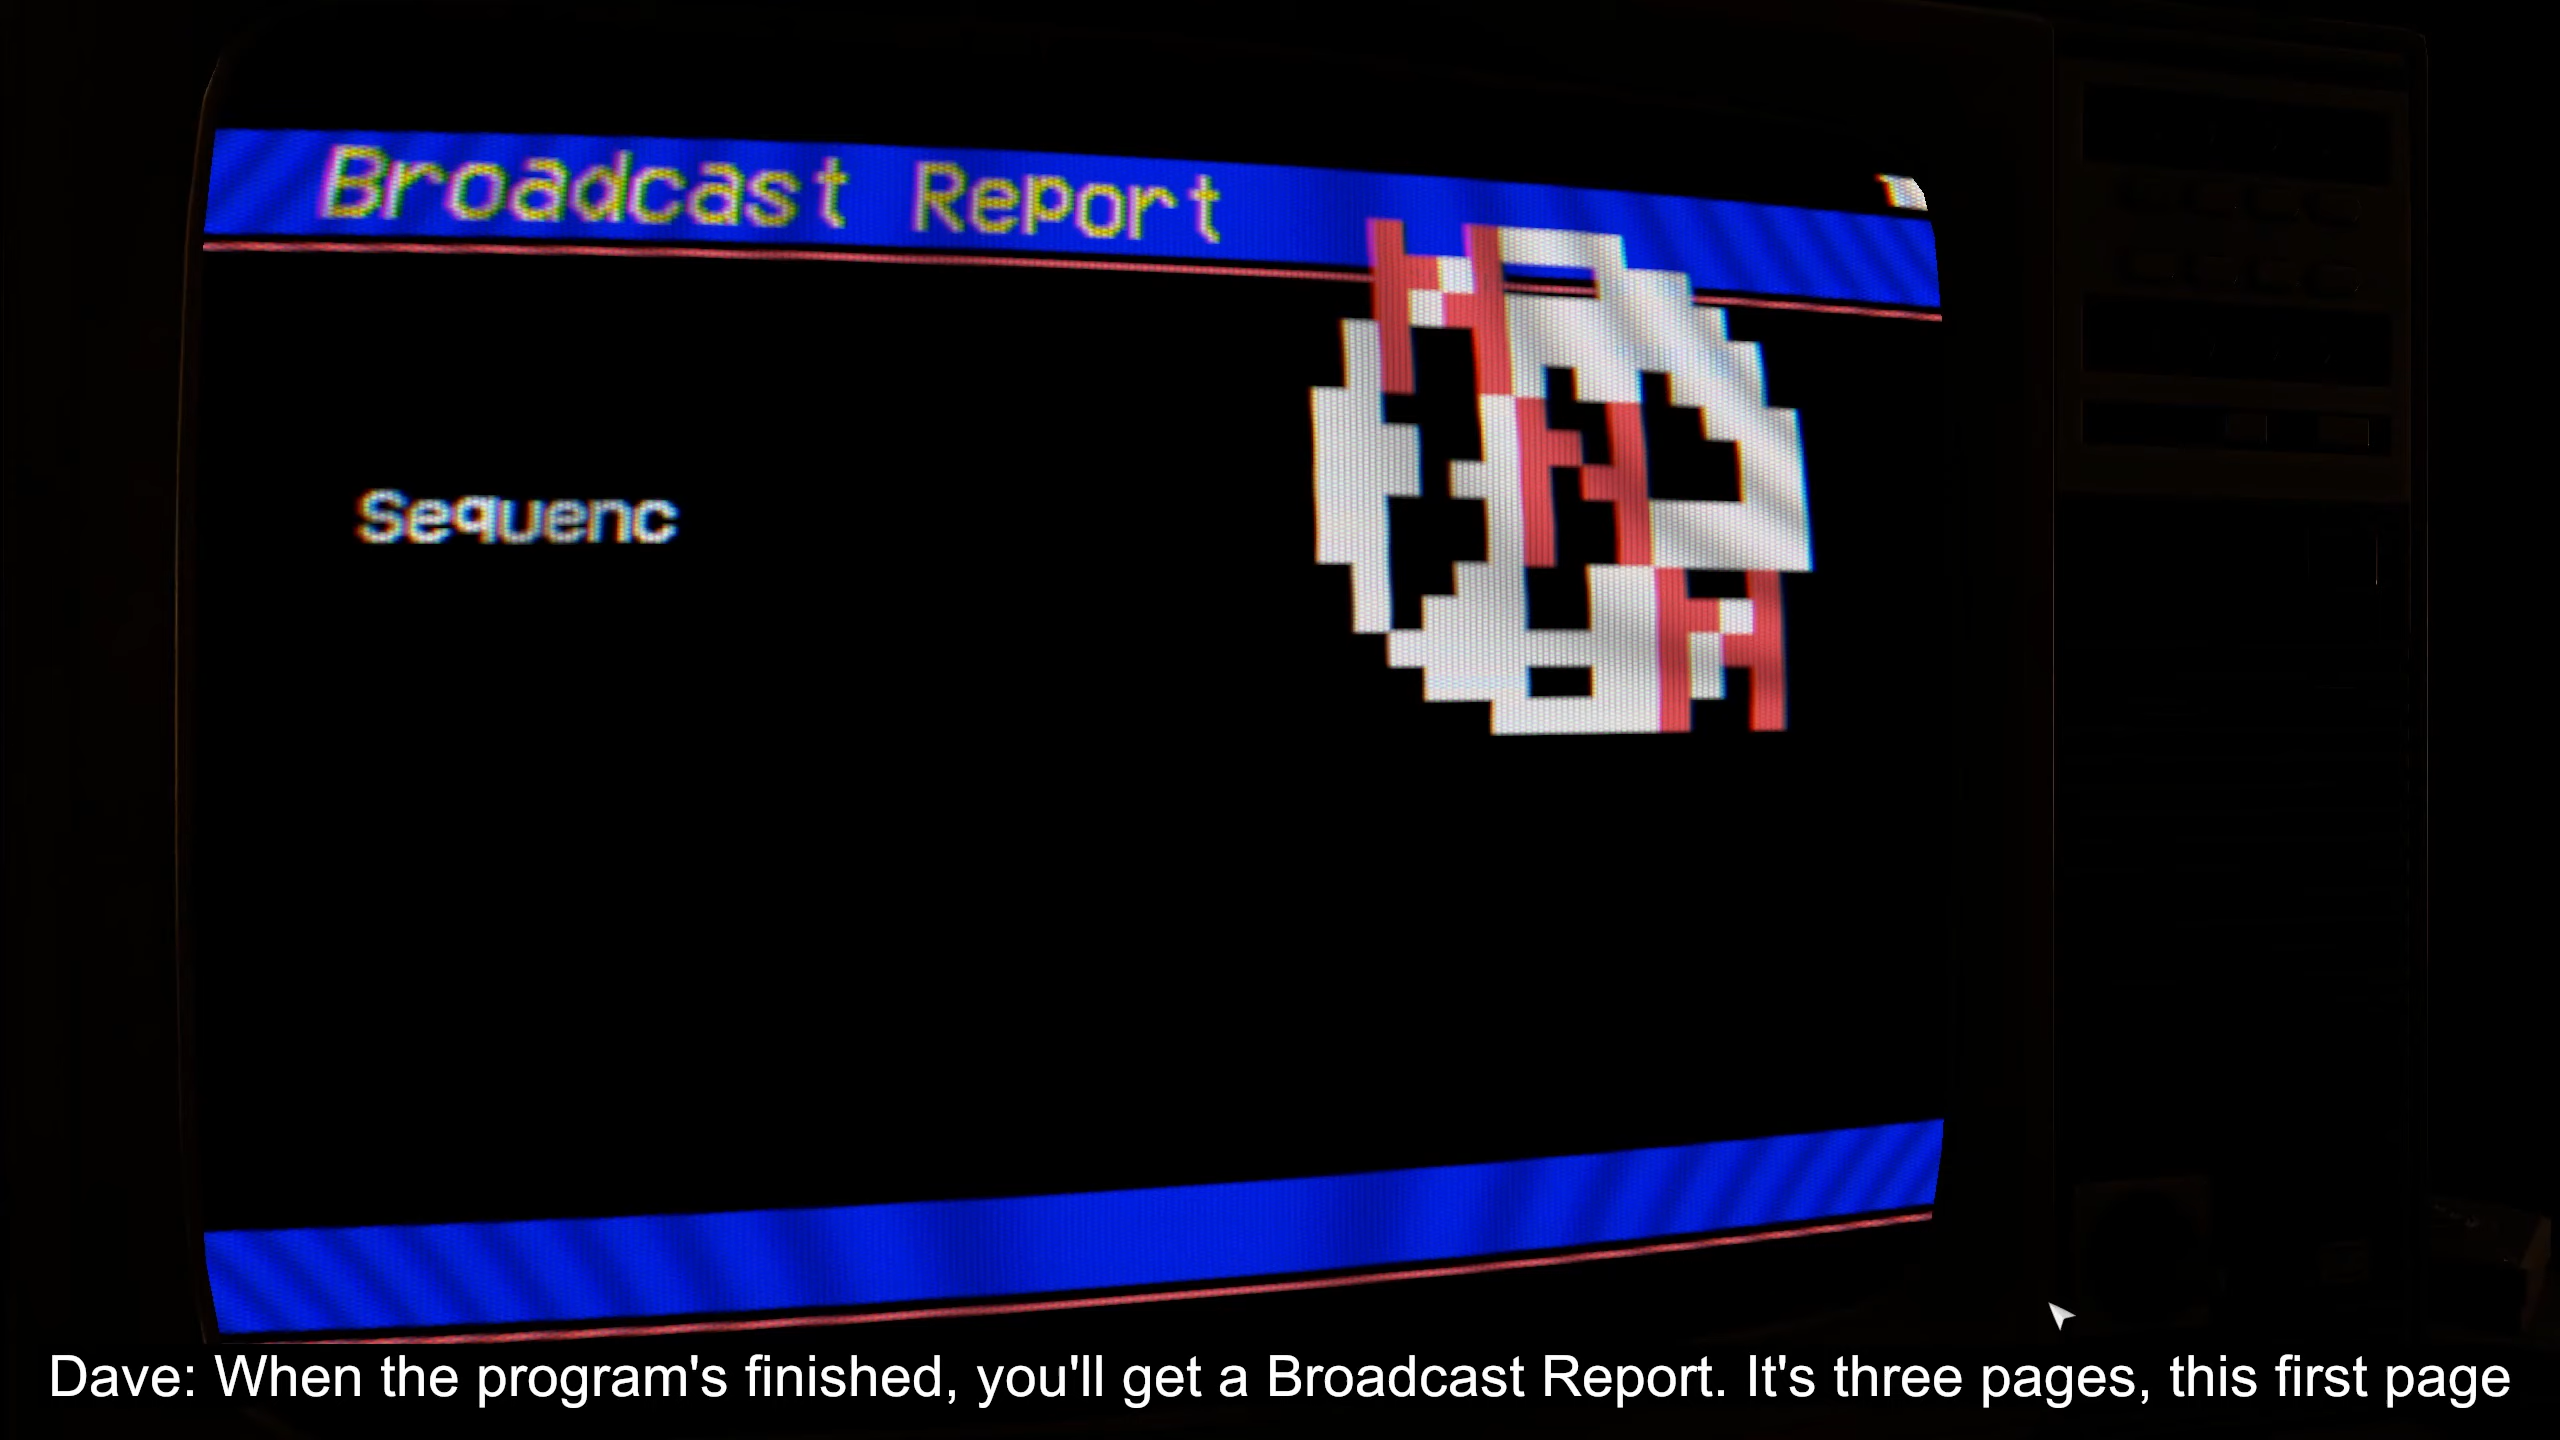 Broadcast Report
Sequenc
NNN
Dave: When the program's finished, you'll get a Broadcast Report. It's three pages, this first page